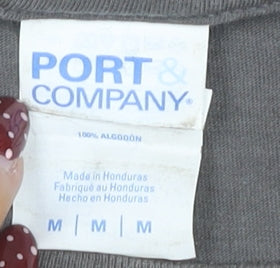 PORT &
COMPANY®
100% ALGODÓN
Made in Honduras
Fabriqué au Honduras
Hecho en Honduras
M | M | M